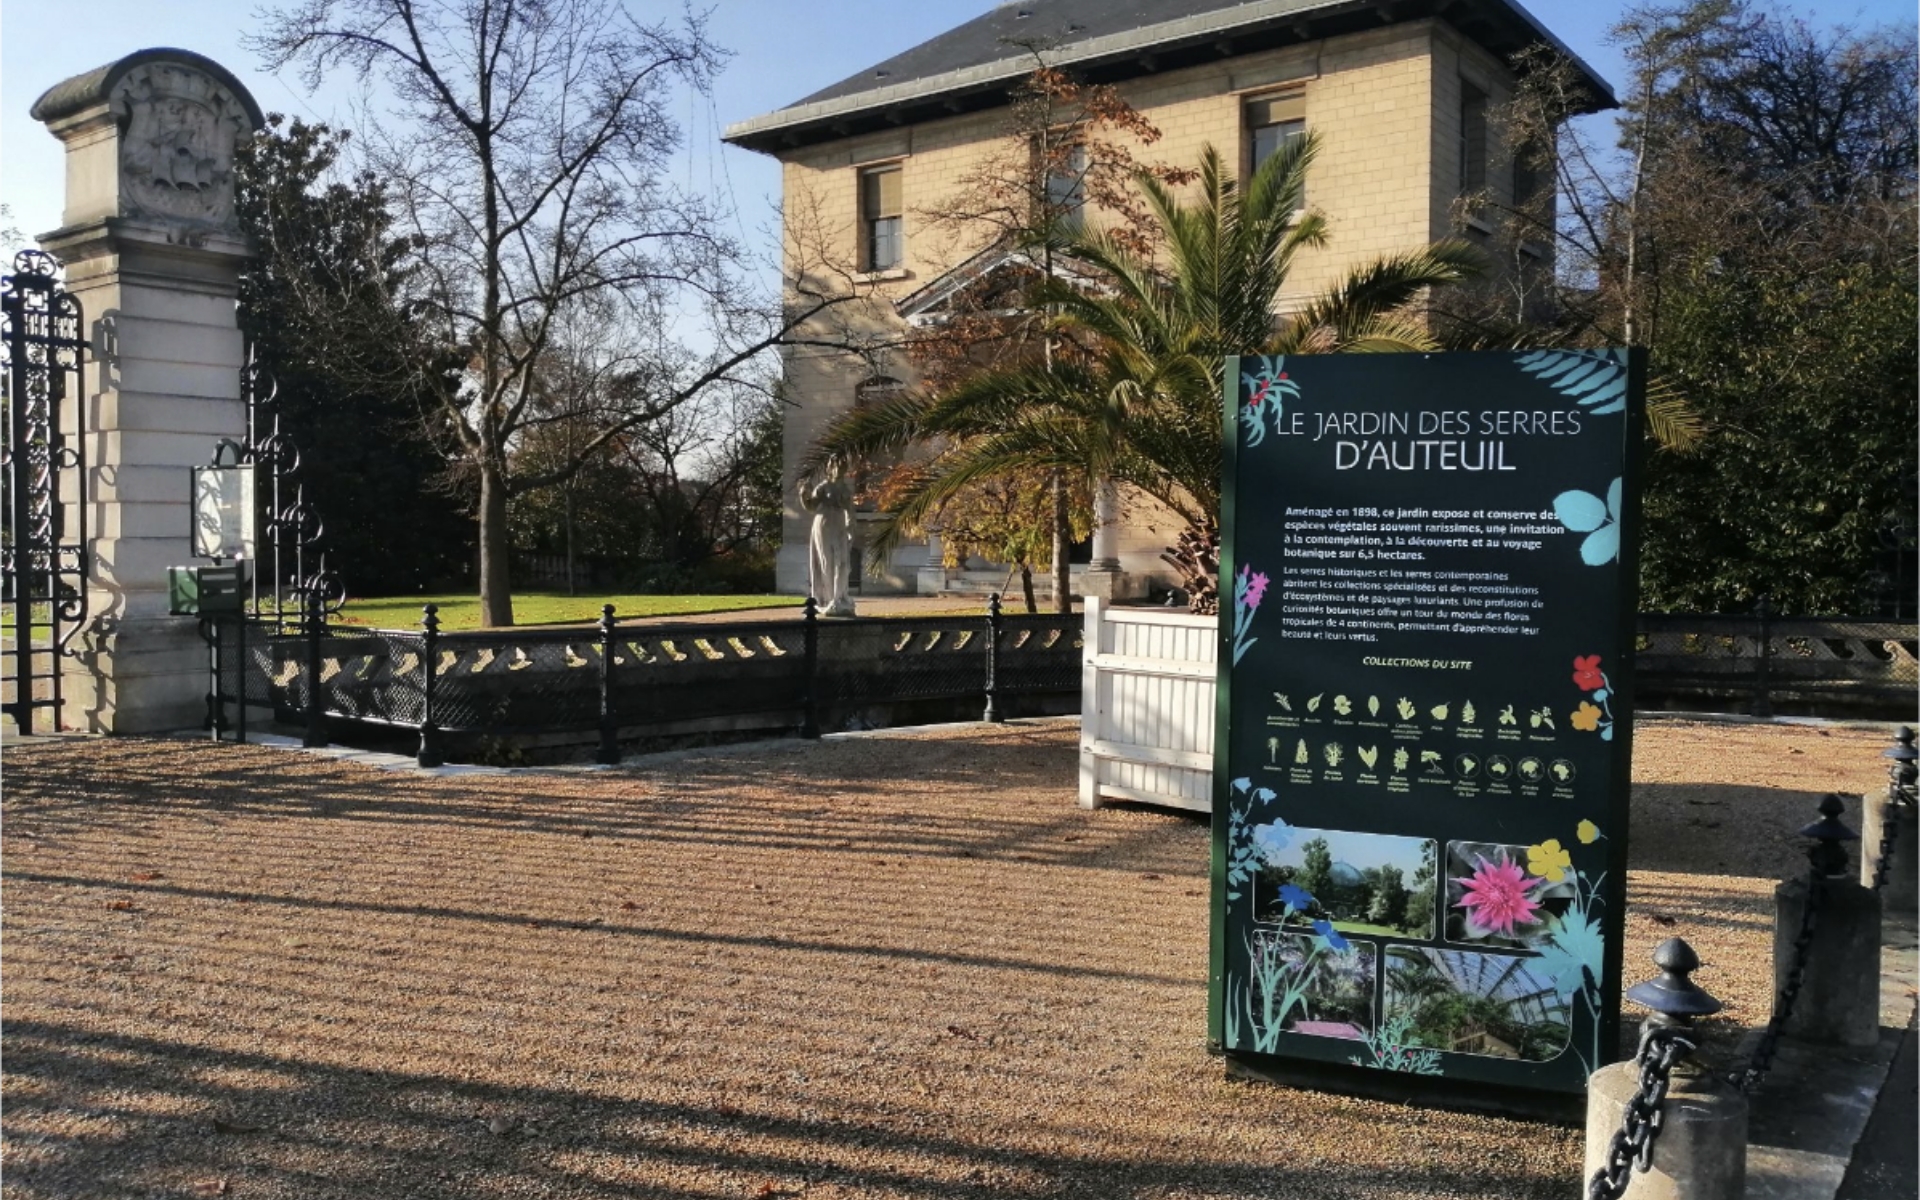 LE JARDIN DES SERRES
D'AUTEUIL
Aménagé en 1898, ce jardin expose et conserve des
espèces végétales souvent rarissimes, une invitation
à la contemplation, à la découverte et au voyage
botanique sur 6,5 hectares.
Les serres historiques et les serres contemporaines
abritent les collections spécialisées et des reconstitutions
d'écosystèmes et de paysages luxuriants. Une profusion de
curiosités botaniques offre un tour du monde des flores
tropicales de 4 continents, permettant d'appréhender leur
beauté et leurs vertus.
COLLECTIONS DU SITE